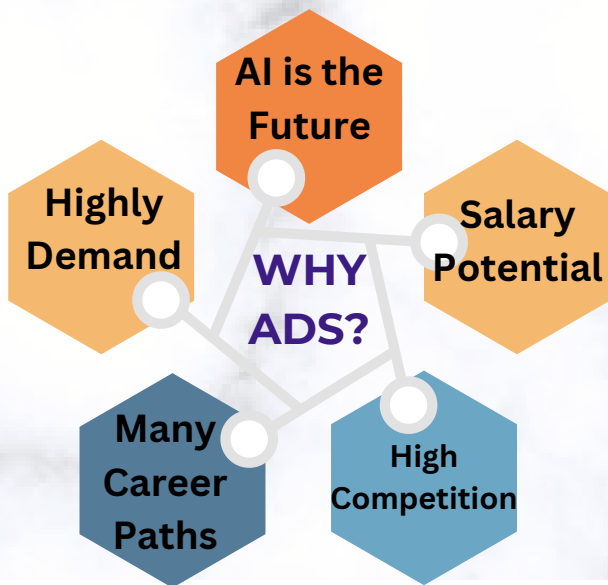 AI is the
Future
Highly
Demand
Salary
Potential
WHY
ADS?
Many
Career
Paths
High
Competition